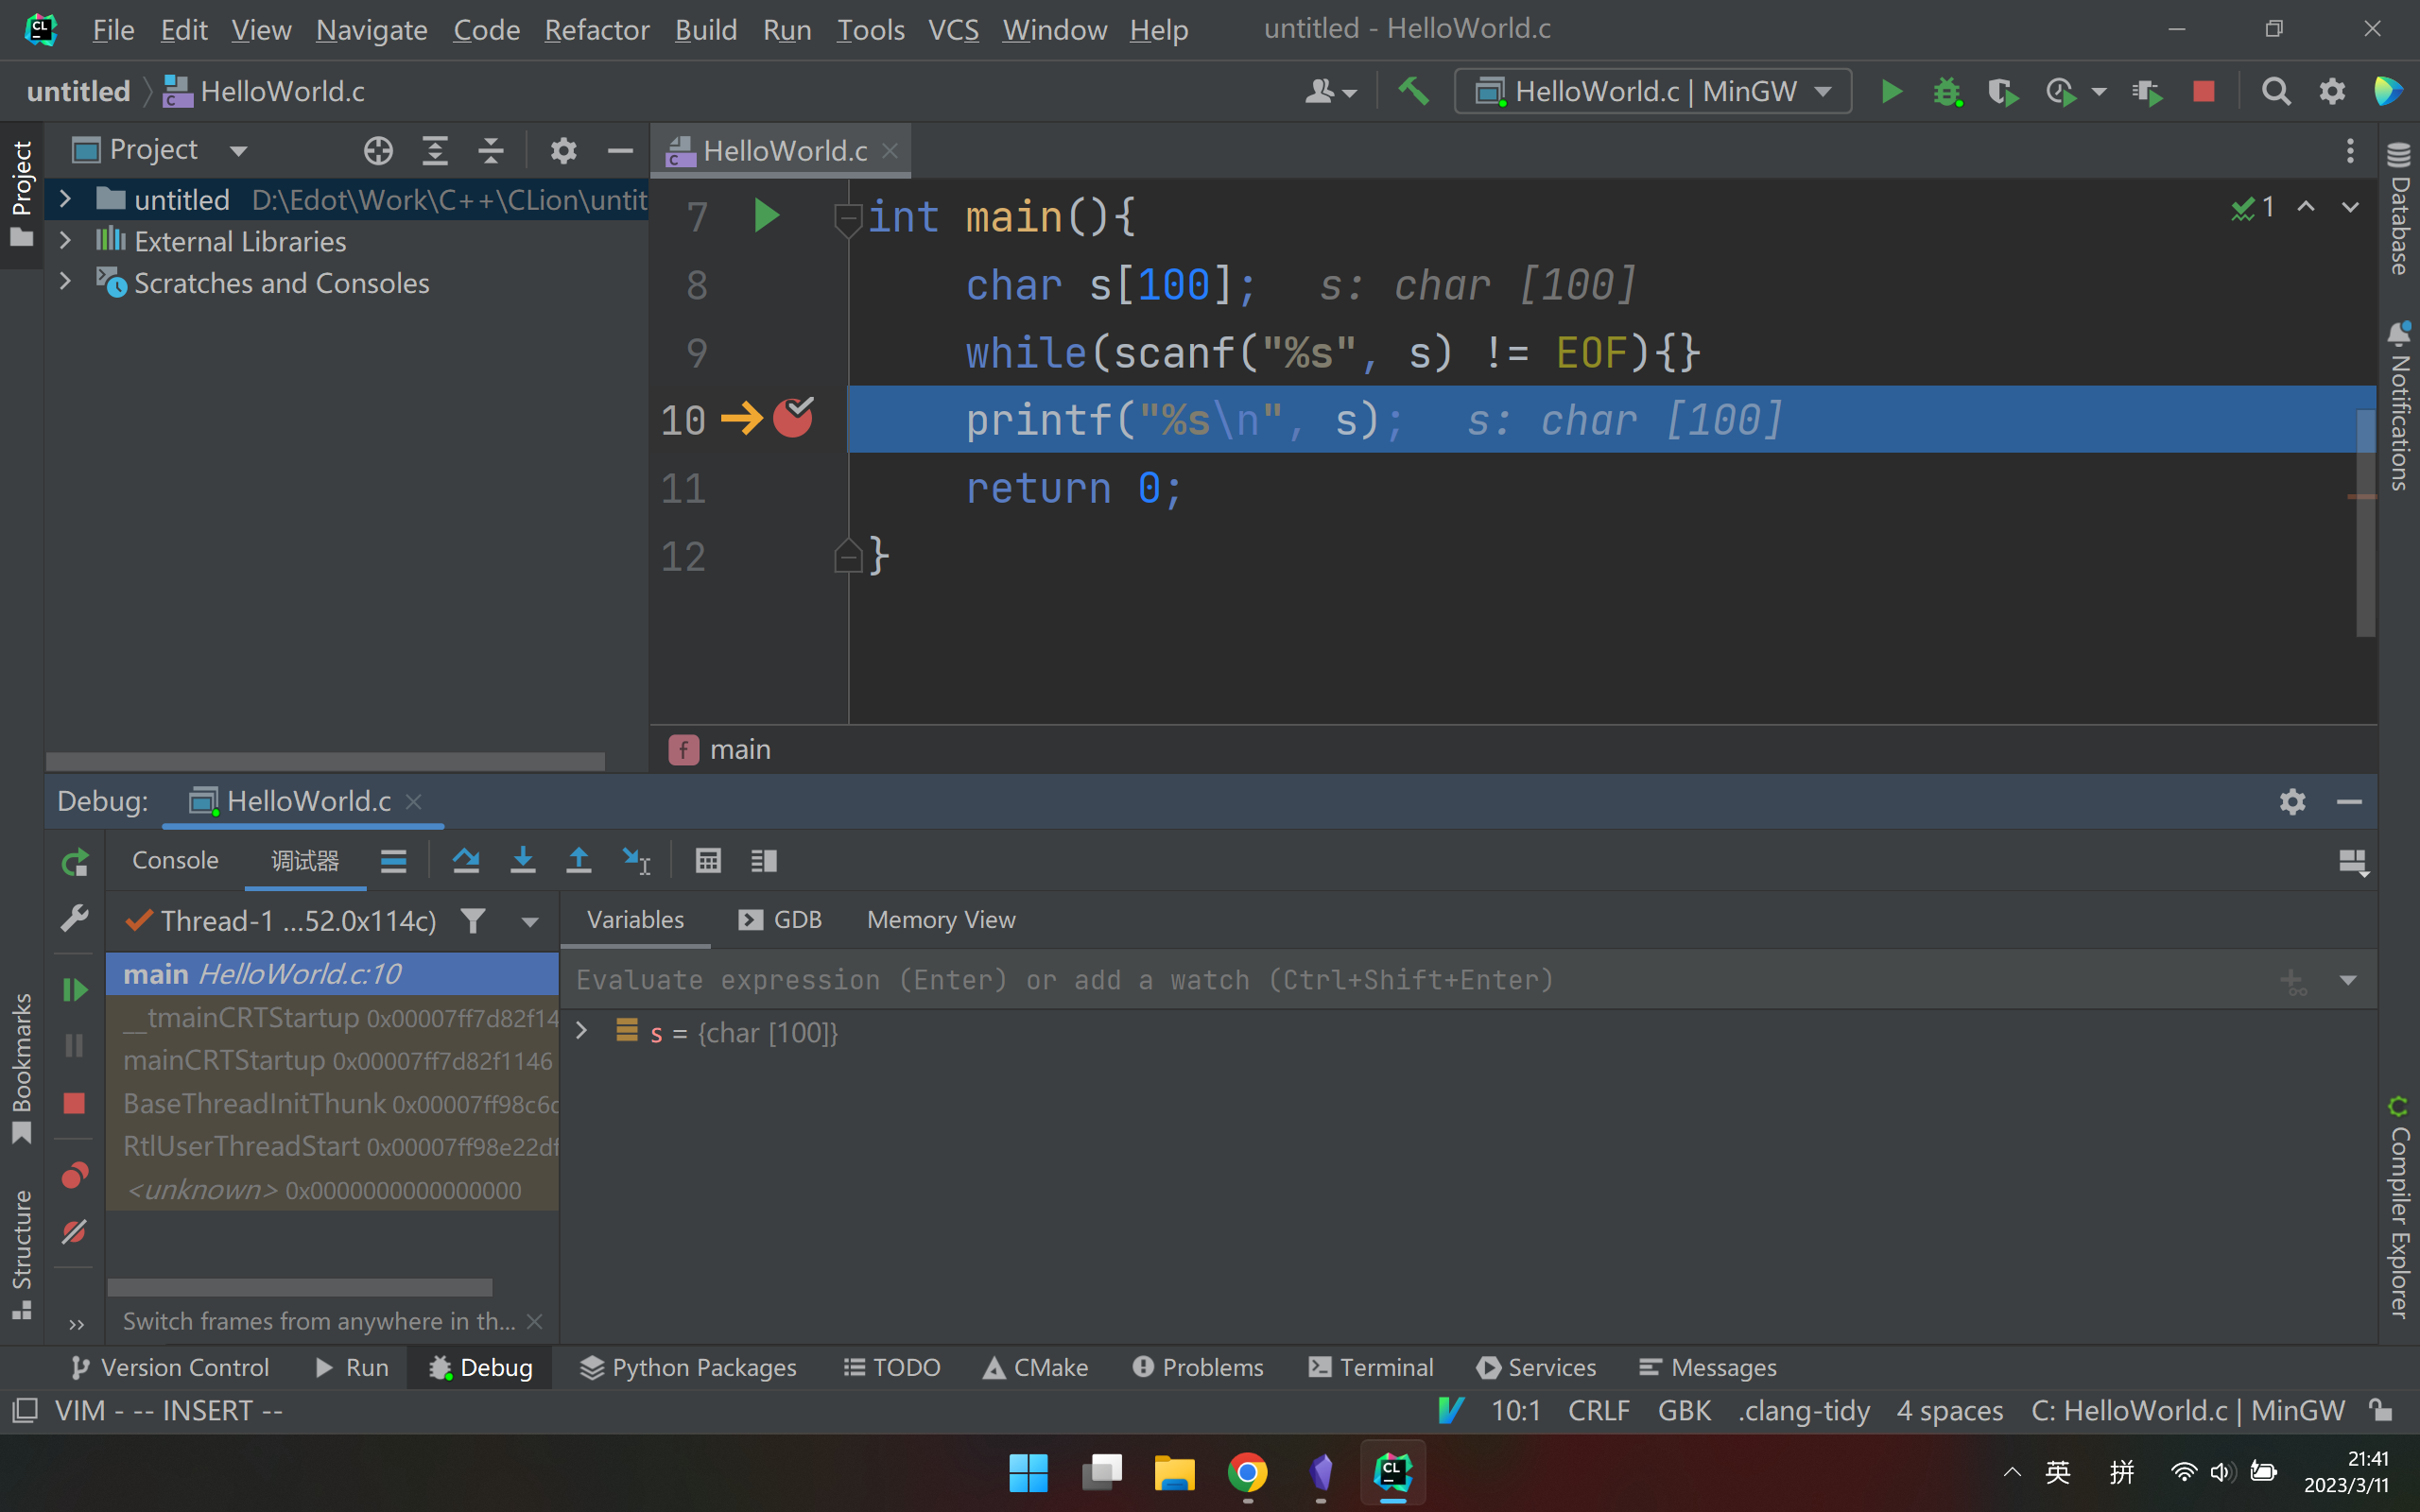 File Edit View Navigate Code Refactor Build Run Tools VCS Window Help untitled - HelloWorld.c
untitled HelloWorld.c HelloWorld.c | MinGW
Project
Project
HelloWorld.c
untitled D:\Edot\Work\C++\CLion\untit
External Libraries
Scratches and Consoles
7 int main(){
8 char s[100]; s: char [100]
9 while(scanf("%s", s) != EOF){}
10 printf("%s\n", s); s: char [100]
11 return 0;
12 }
1
Database
Notifications
main
Debug: HelloWorld.c
Console 调试器
Thread-1 ...52.0x114c)
Variables GDB Memory View
main HelloWorld.c:10
__tmainCRTStartup 0x00007ff7d82f14
mainCRTStartup 0x00007ff7d82f1146
BaseThreadInitThunk 0x00007ff98c6d
RtlUserThreadStart 0x00007ff98e22df
<unknown> 0x0000000000000000
Evaluate expression (Enter) or add a watch (Ctrl+Shift+Enter)
s = {char [100]}
Switch frames from anywhere in th...
Bookmarks
Structure
Compiler Explorer
Version Control Run Debug Python Packages TODO CMake Problems Terminal Services Messages
VIM - -- INSERT -- 10:1 CRLF GBK .clang-tidy 4 spaces C: HelloWorld.c | MinGW
英 拼 21:41
2023/3/11